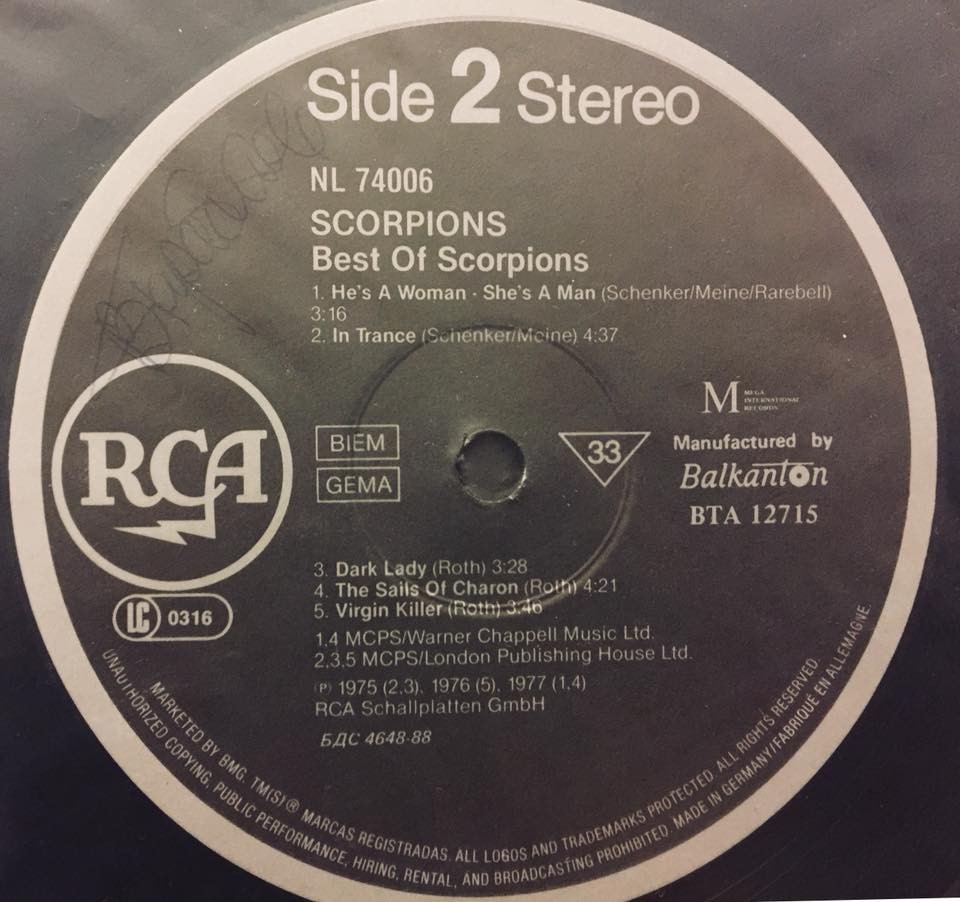 Side 2 Stereo
NL 74006
SCORPIONS
Best Of Scorpions
1. He's A Woman · She's A Man (Schenker/Meine/Rarebell)
3:16
2. In Trance (Schenker/Meine) 4:37
M MEGA
INTERNATIONAL
RECORDS
RCA
BIEM
GEMA
33
Manufactured by
Balkanton
BTA 12715
3. Dark Lady (Roth) 3:28
4. The Sails Of Charon (Roth) 4:21
5. Virgin Killer (Roth) 3:46
LC 0316
1.4 MCPS/Warner Chappell Music Ltd.
2.3.5 MCPS/London Publishing House Ltd.
(P) 1975 (2.3), 1976 (5), 1977 (1.4)
RCA Schallplatten GmbH
БДС 4648-88
MARKETED BY BMG. TM(S)® MARCAS REGISTRADAS. ALL LOGOS AND TRADEMARKS PROTECTED. ALL RIGHTS RESERVED.
UNAUTHORIZED COPYING, PUBLIC PERFORMANCE, HIRING, RENTAL, AND BROADCASTING PROHIBITED. MADE IN GERMANY/FABRIQUÉ EN ALLEMAGNE.